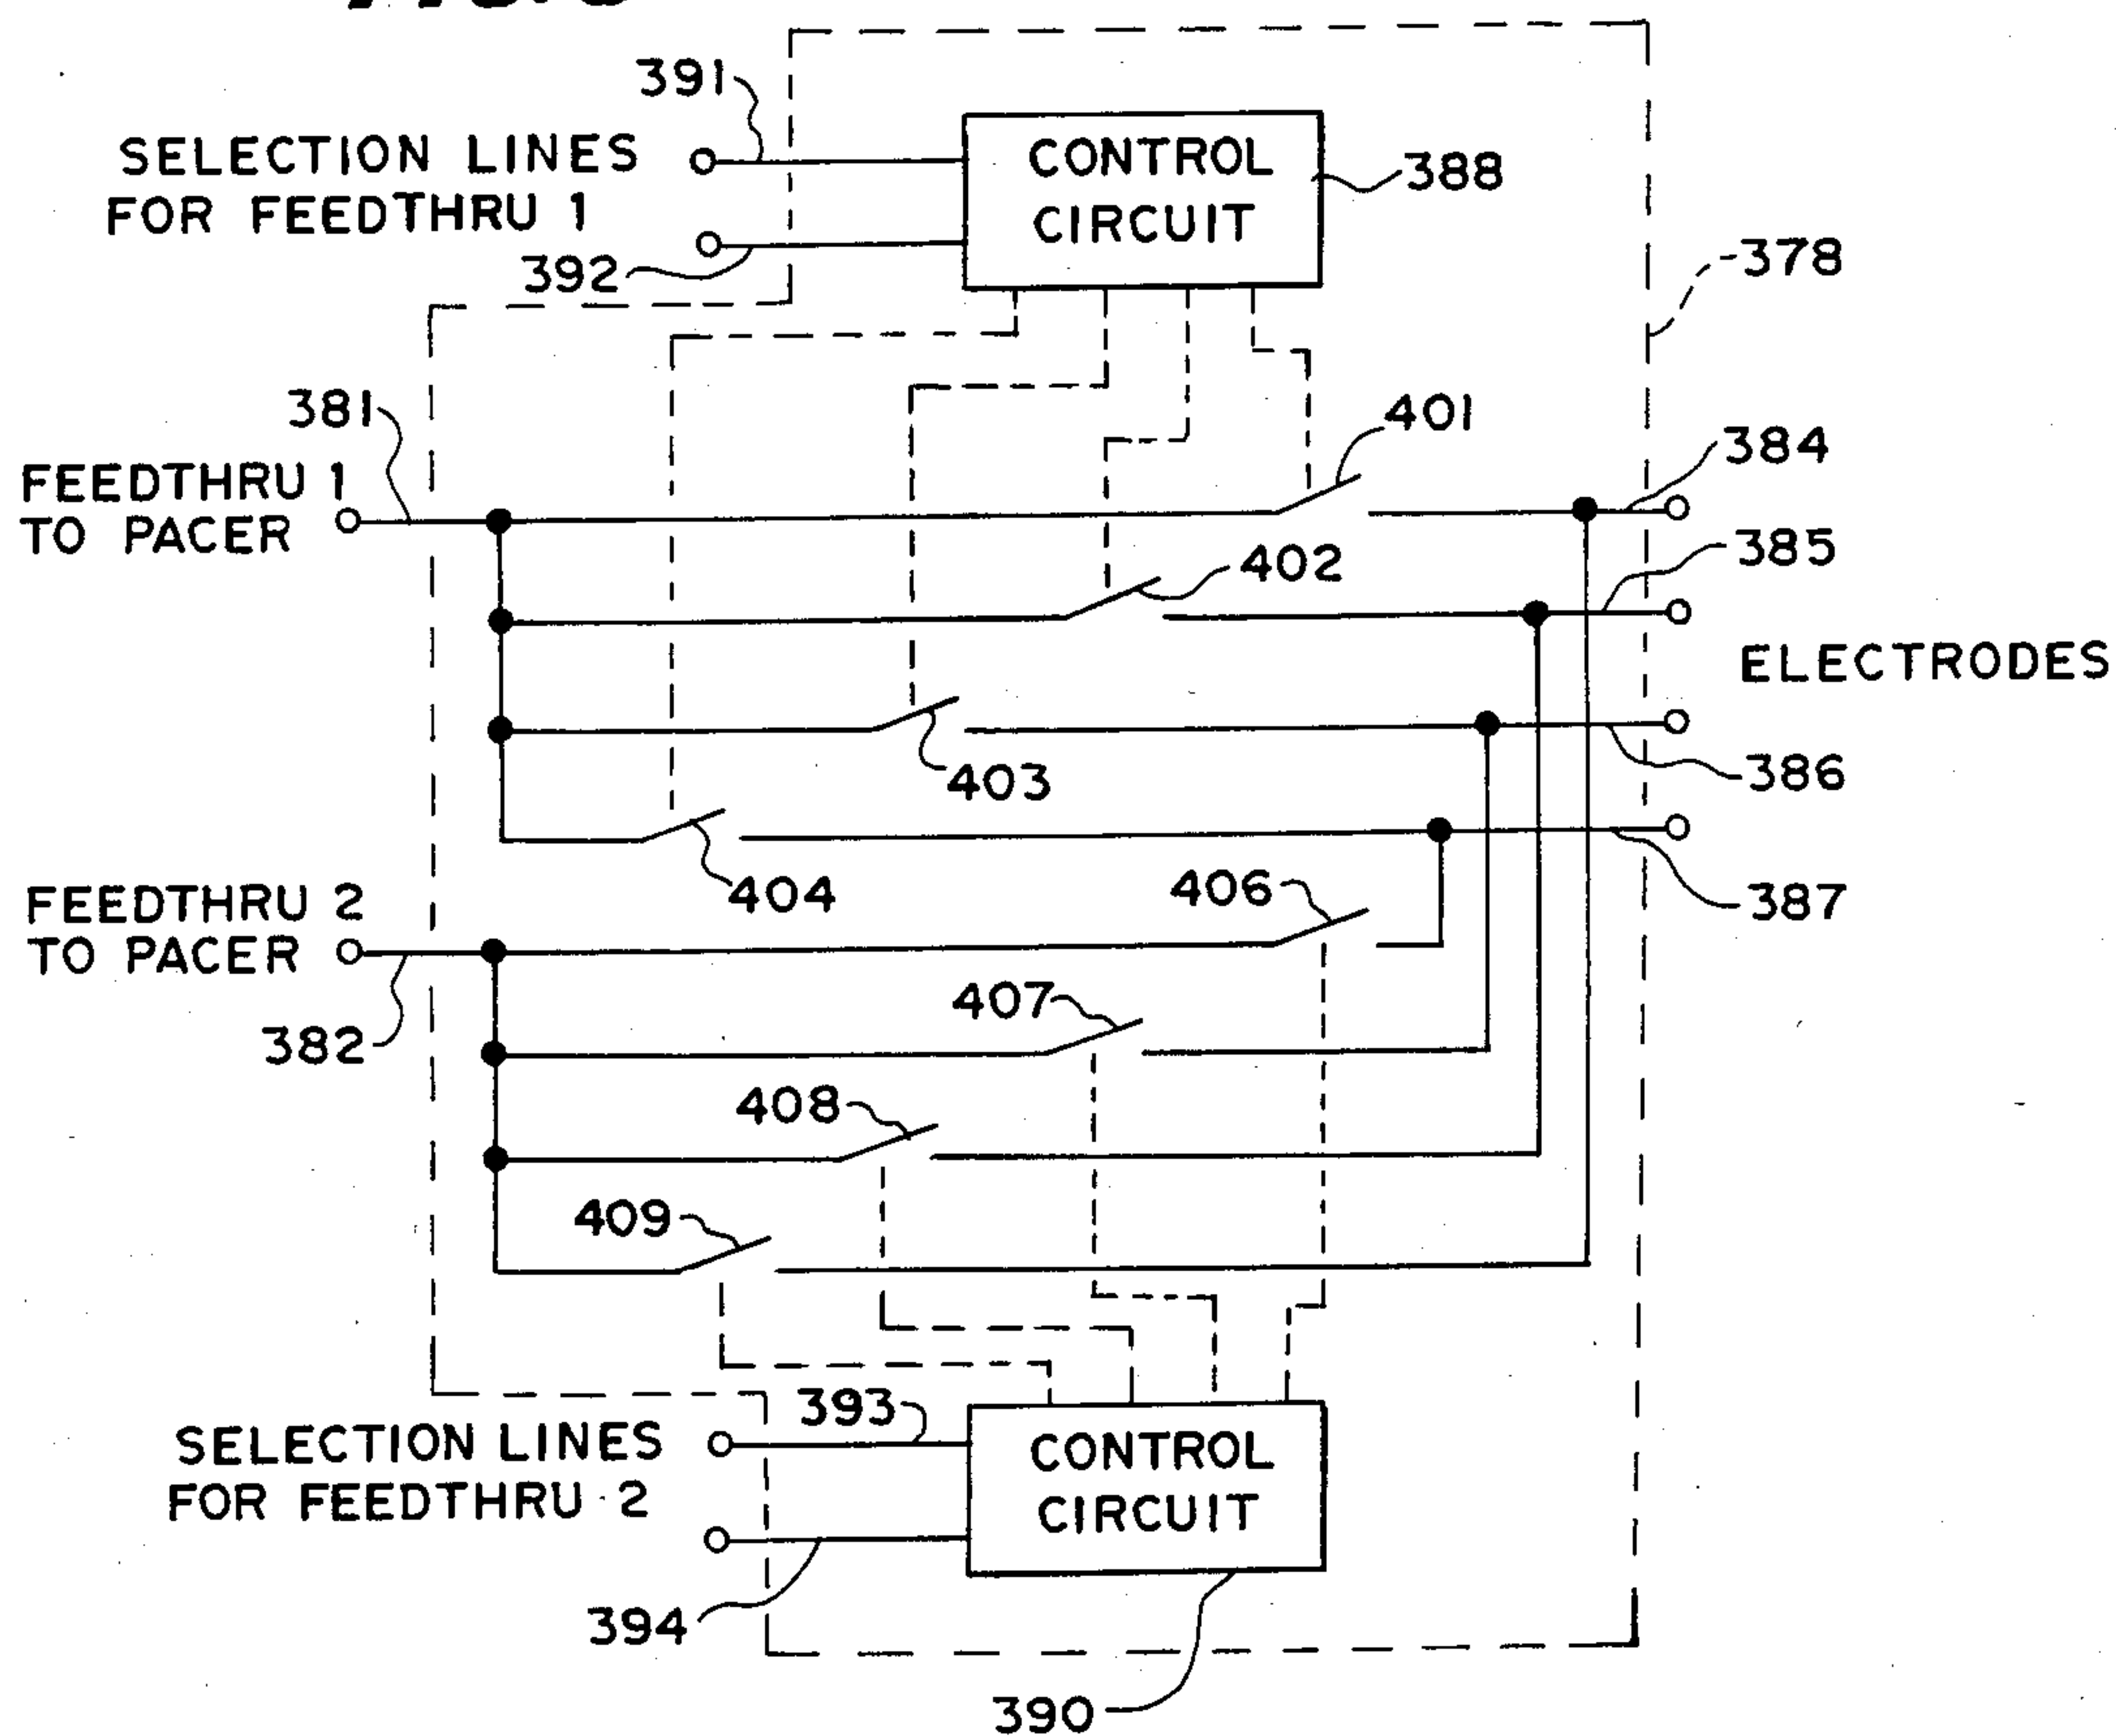 391
SELECTION LINES
FOR FEEDTHRU 1
392
CONTROL
CIRCUIT
388
378
381
FEEDTHRU 1
TO PACER
401
384
402
385
ELECTRODES
403
386
404
387
FEEDTHRU 2
TO PACER
382
406
407
408
409
393
SELECTION LINES
FOR FEEDTHRU 2
CONTROL
CIRCUIT
394
390